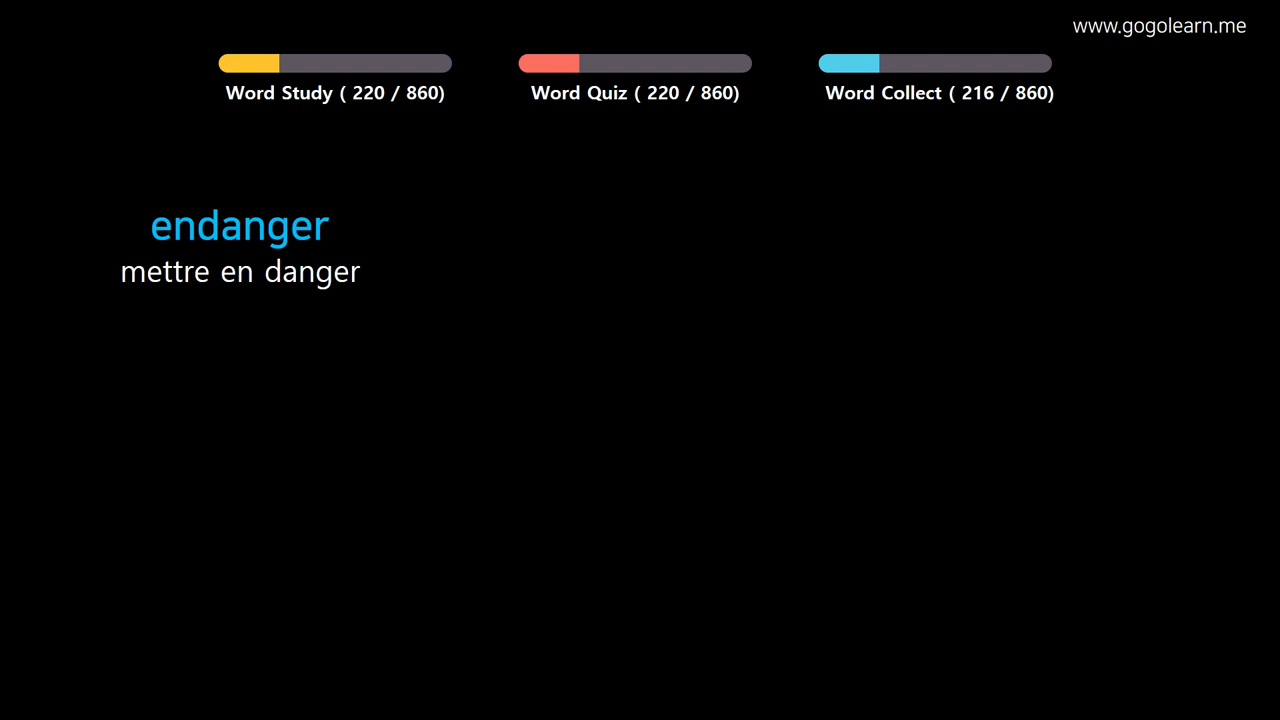 www.gogolearn.me
Word Study ( 220 / 860)
Word Quiz ( 220 / 860)
Word Collect ( 216 / 860)
endanger
mettre en danger